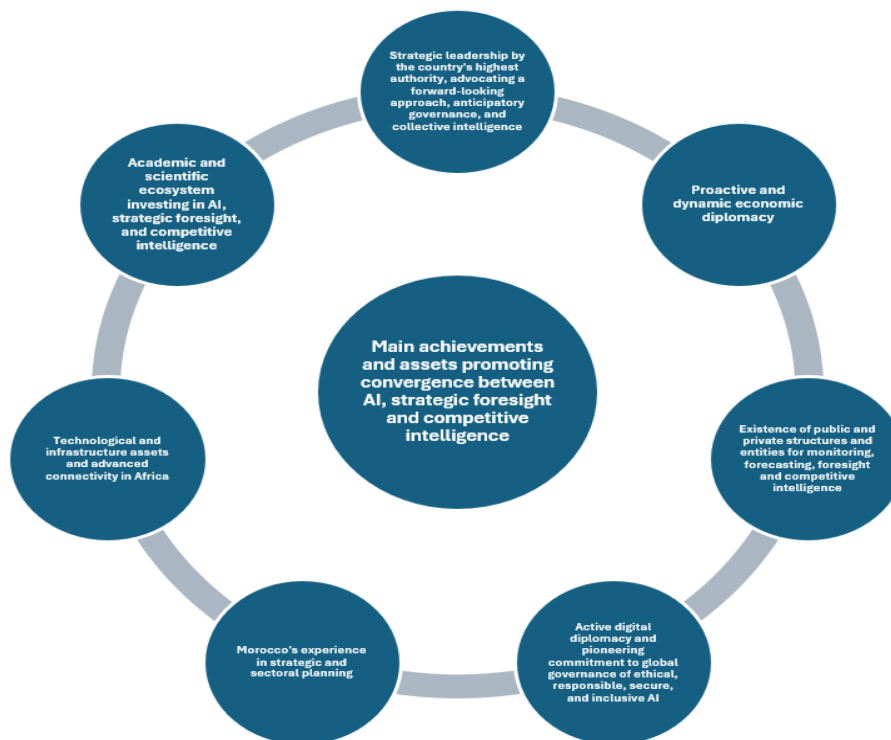 Strategic leadership by
the country's highest
authority, advocating a
forward-looking
approach, anticipatory
governance, and
collective intelligence
Proactive and
dynamic economic
diplomacy
Existence of public and
private structures and
entities for monitoring,
forecasting, foresight
and competitive
intelligence
Active digital
diplomacy and
pioneering
commitment to global
governance of ethical,
responsible, secure,
and inclusive AI
Morocco's experience
in strategic and
sectoral planning
Technological and
infrastructure assets
and advanced
connectivity in Africa
Academic and
scientific
ecosystem
investing in AI,
strategic foresight,
and competitive
intelligence
Main achievements
and assets promoting
convergence between
AI, strategic foresight
and competitive
intelligence